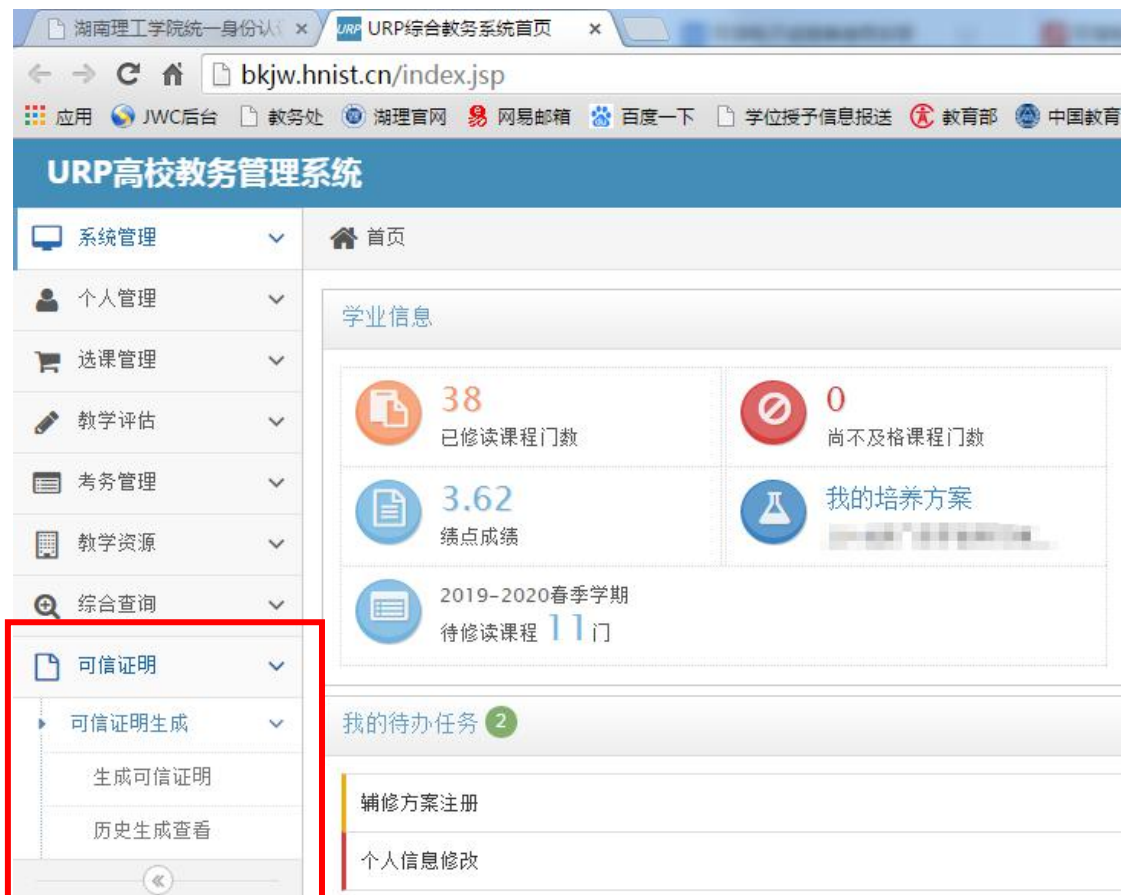 湖南理工学院统一身份认
URP URP综合教务系统首页
bkjw.hnist.cn/index.jsp
应用 JWC后台 教务处 湖理官网 网易邮箱 百度一下 学位授予信息报送 教育部 中国教育
URP高校教务管理系统
系统管理
个人管理
选课管理
教学评估
考务管理
教学资源
综合查询
可信证明
可信证明生成
生成可信证明
历史生成查看
首页
学业信息
38
已修读课程门数
0
尚不及格课程门数
3.62
绩点成绩
我的培养方案
2019-2020春季学期
待修读课程 11 门
我的待办任务 2
辅修方案注册
个人信息修改